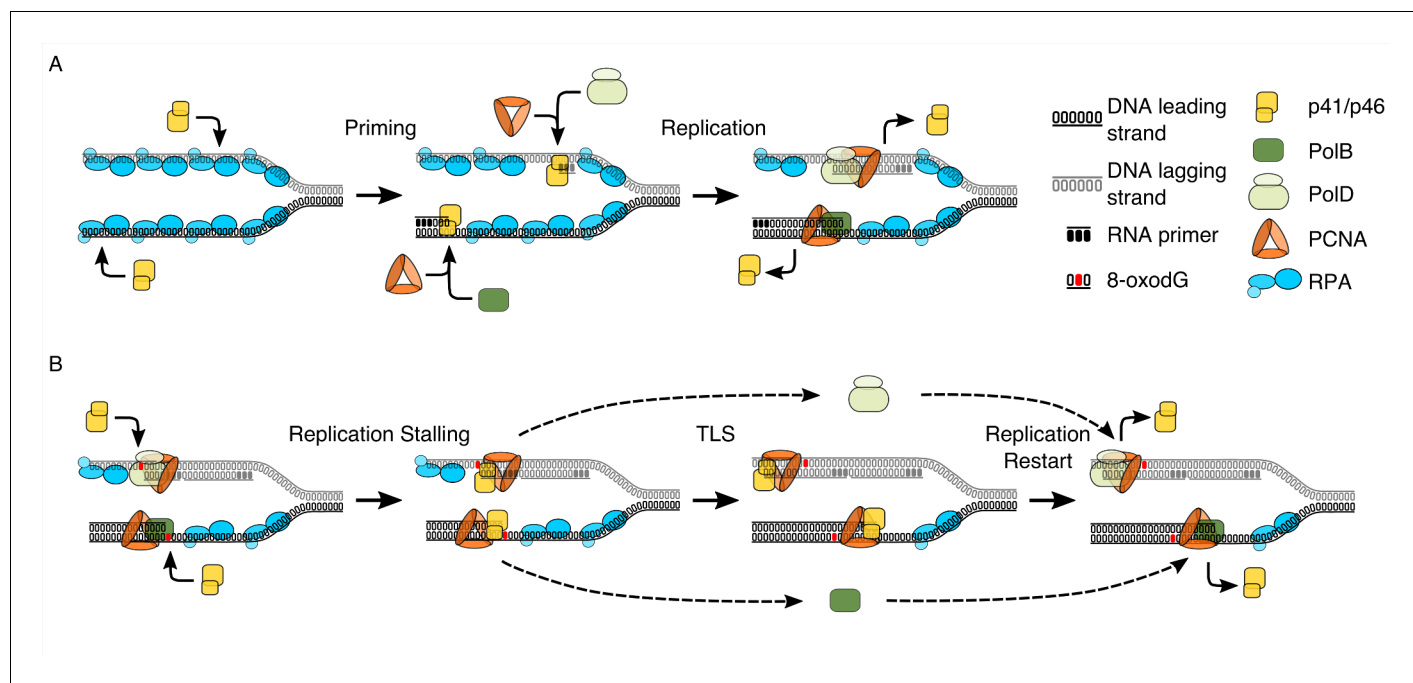 A
Priming
Replication
DNA leading
strand
DNA lagging
strand
RNA primer
8-oxodG
p41/p46
PolB
PolD
PCNA
RPA
B
Replication Stalling
TLS
Replication
Restart